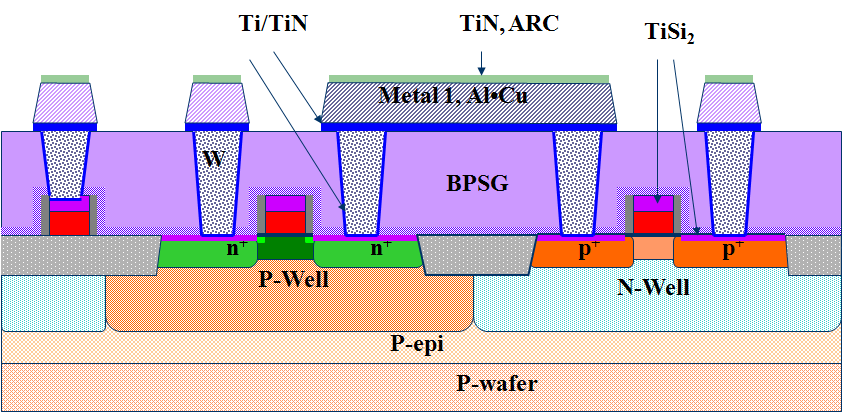 Ti/TiN
TiN, ARC
TiSi₂
Metal 1, Al•Cu
W
BPSG
n⁺
n⁺
p⁺
p⁺
P-Well
N-Well
P-epi
P-wafer